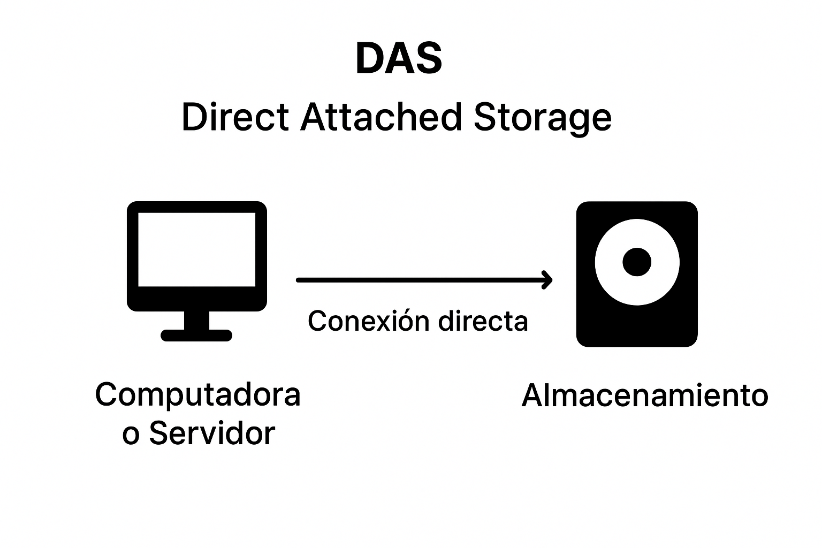 DAS
Direct Attached Storage
Conexión directa
Computadora
o Servidor
Almacenamiento